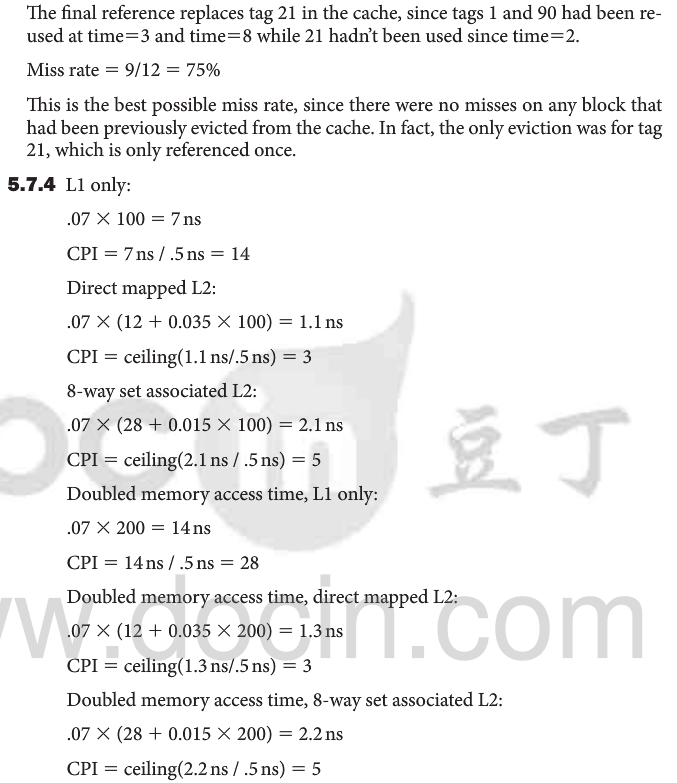 The final reference replaces tag 21 in the cache, since tags 1 and 90 had been re-
used at time=3 and time=8 while 21 hadn't been used since time=2.
Miss rate = 9/12 = 75%
This is the best possible miss rate, since there were no misses on any block that
had been previously evicted from the cache. In fact, the only eviction was for tag
21, which is only referenced once.
5.7.4 L1 only:
.07 × 100 = 7 ns
CPI = 7 ns / .5 ns = 14
Direct mapped L2:
.07 × (12 + 0.035 × 100) = 1.1 ns
CPI = ceiling(1.1 ns/.5 ns) = 3
8-way set associated L2:
.07 × (28 + 0.015 × 100) = 2.1 ns
CPI = ceiling(2.1 ns / .5 ns) = 5
Doubled memory access time, L1 only:
.07 × 200 = 14 ns
CPI = 14 ns / .5 ns = 28
Doubled memory access time, direct mapped L2:
.07 × (12 + 0.035 × 200) = 1.3 ns
CPI = ceiling(1.3 ns/.5 ns) = 3
Doubled memory access time, 8-way set associated L2:
.07 × (28 + 0.015 × 200) = 2.2 ns
CPI = ceiling(2.2 ns / .5 ns) = 5
oc in 豆丁
w.docin.com